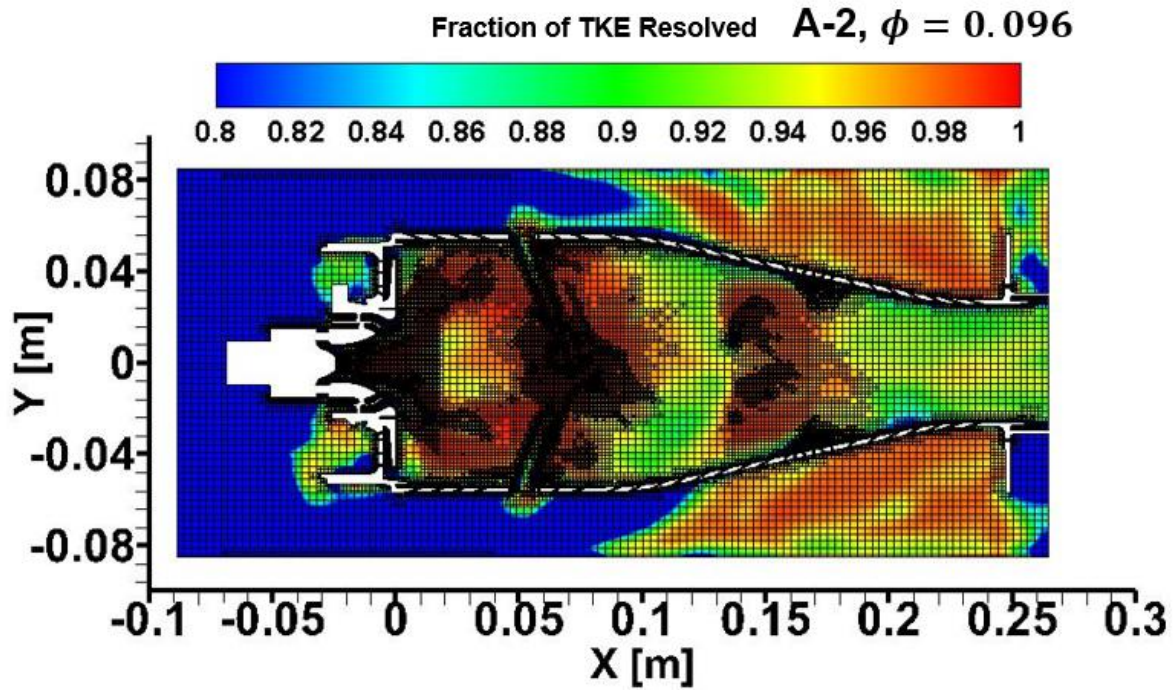 Fraction of TKE Resolved A-2, ϕ = 0.096
0.8 0.82 0.84 0.86 0.88 0.9 0.92 0.94 0.96 0.98 1
0.08
0.04
0
-0.04
-0.08
Y [m]
-0.1 -0.05 0 0.05 0.1 0.15 0.2 0.25 0.3
X [m]